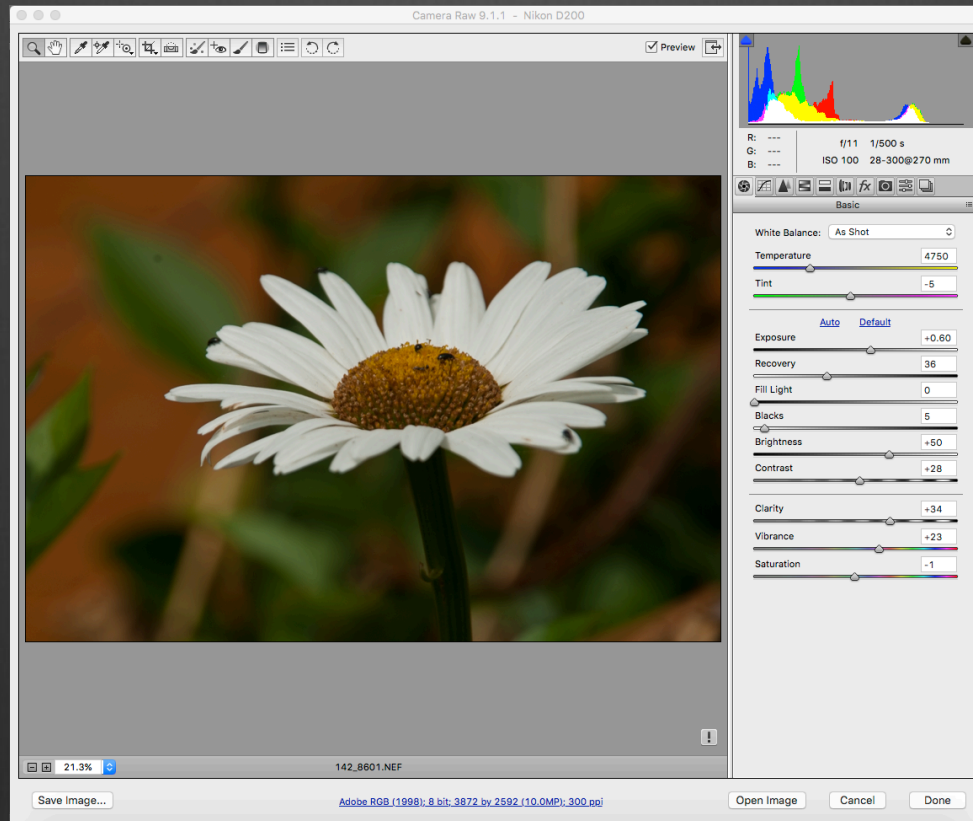 Camera Raw 9.1.1 - Nikon D200
Preview
R: ---
G: ---
B: ---
f/11 1/500 s
ISO 100 28-300@270 mm
fx
Basic
White Balance: As Shot
Temperature 4750
Tint -5
Auto Default
Exposure +0.60
Recovery 36
Fill Light 0
Blacks 5
Brightness +50
Contrast +28
Clarity +34
Vibrance +23
Saturation -1
!
21.3% 142_8601.NEF
Save Image... Adobe RGB (1998); 8 bit; 3872 by 2592 (10.0MP); 300 ppi Open Image Cancel Done